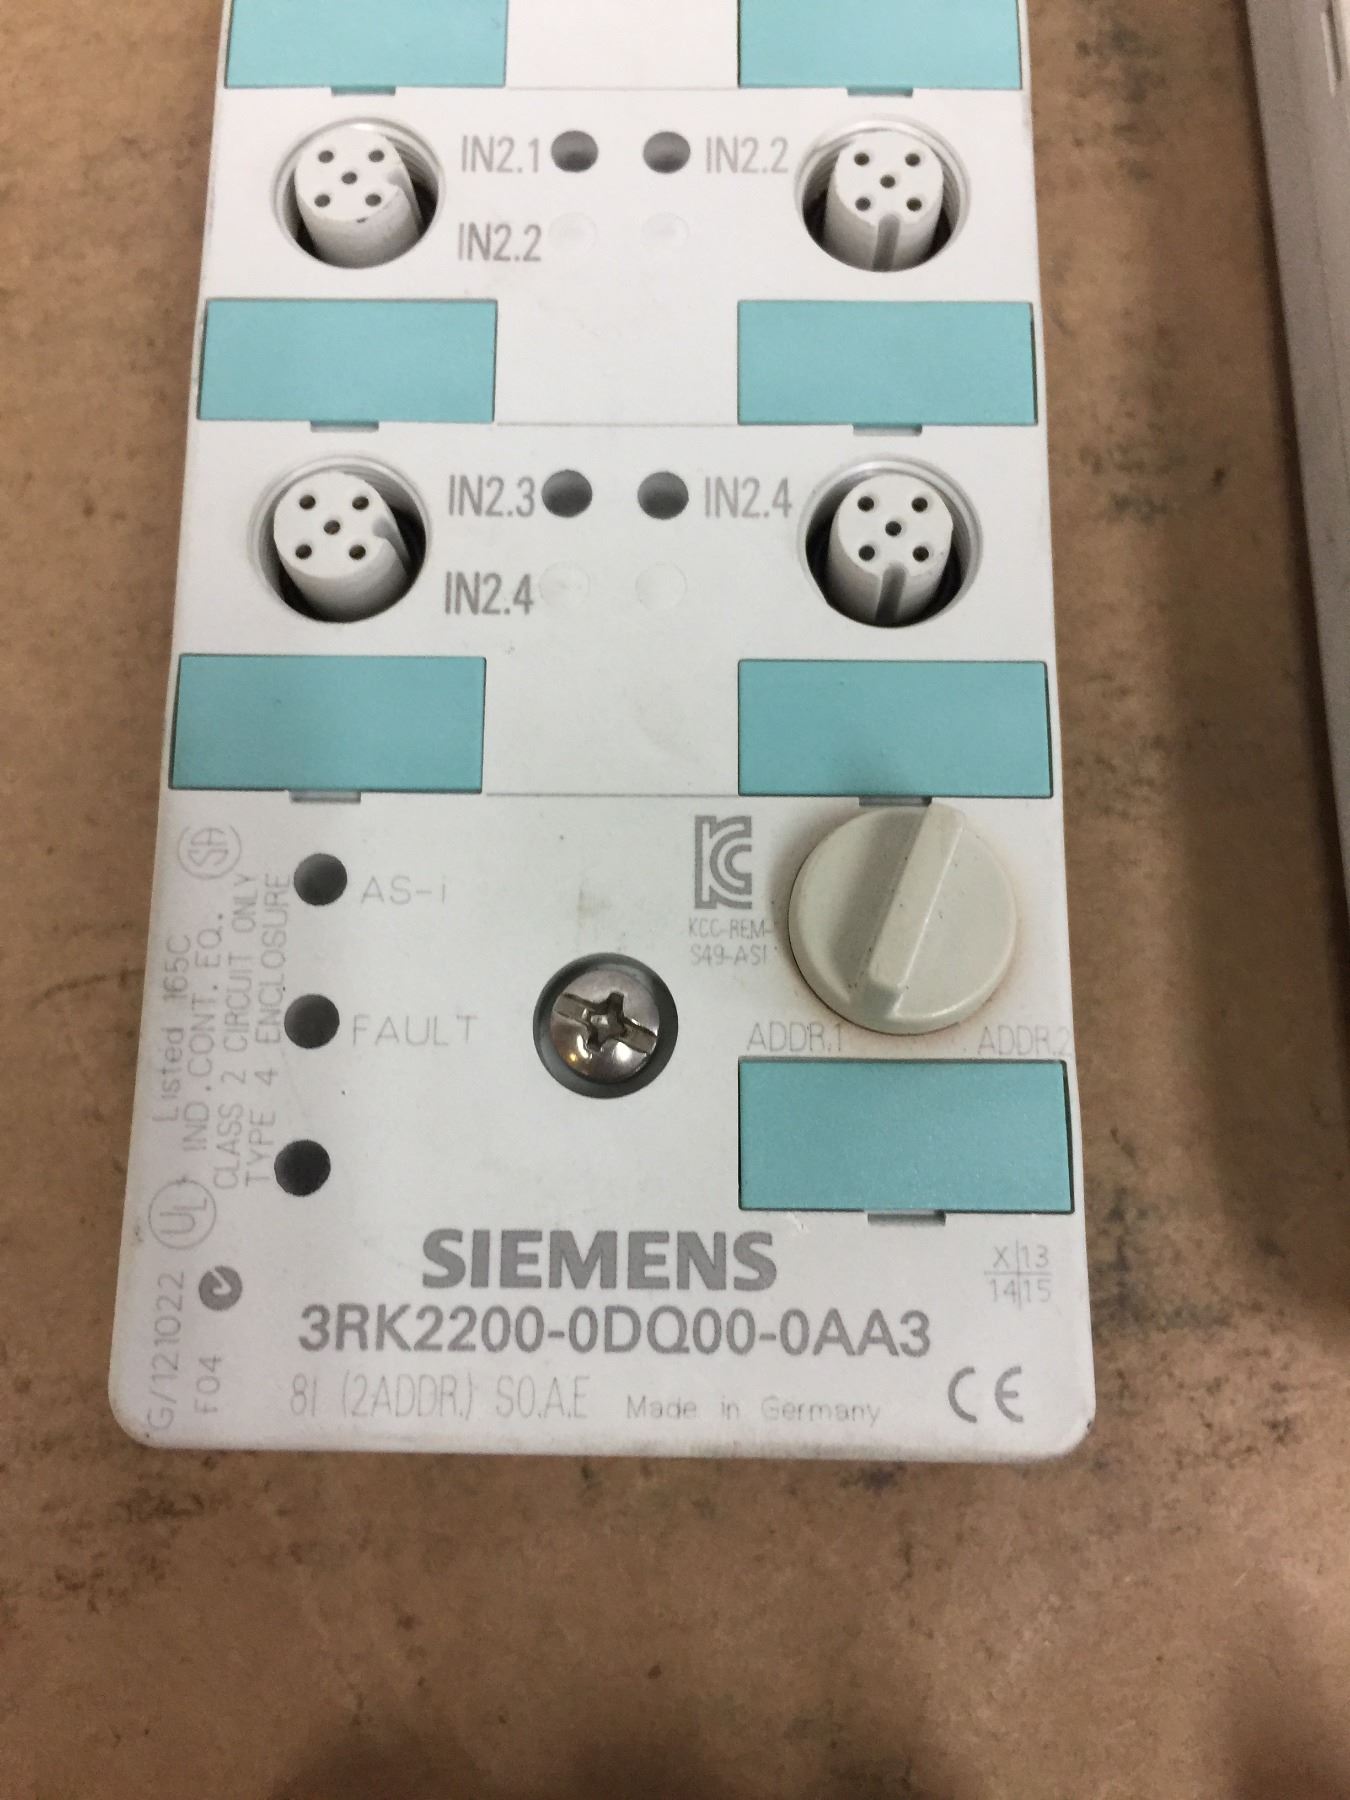 IN2.1
IN2.2
IN2.2
IN2.3
IN2.4
IN2.4
SA
AS-i
KCC-REM-
S49-ASI
FAULT
ADDR.1
ADDR.2
Listed 165C
IND.CONT.EQ.
CLASS 2 CIRCUIT ONLY
TYPE 4 ENCLOSURE
UL
G/121022
F04
SIEMENS
X 13
14 15
3RK2200-0DQ00-0AA3
8I (2ADDR.) S0.A.E Made in Germany
CE